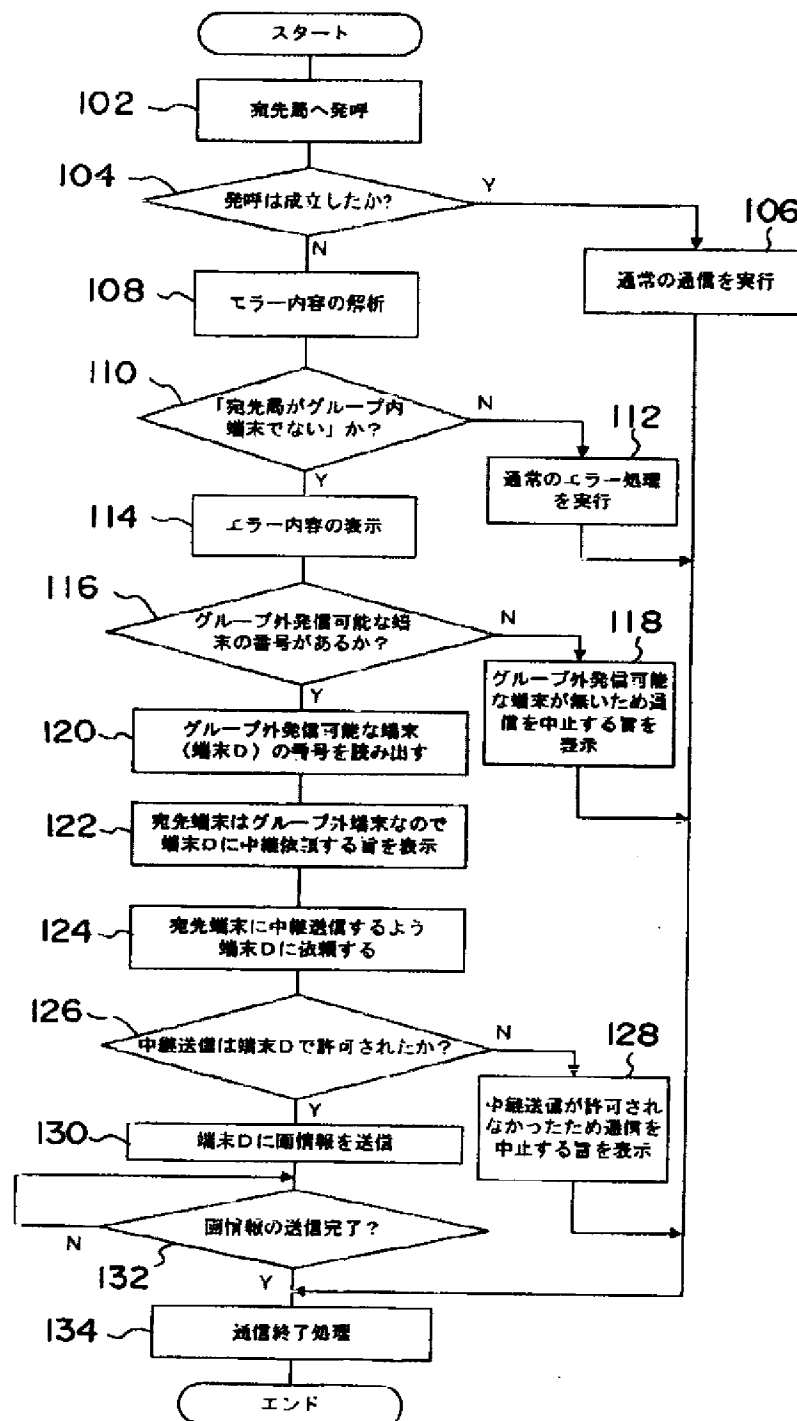 スタート
102
宛先局へ発呼
104
発呼は成立したか?
Y
N
106
通常の通信を実行
108
エラー内容の解析
110
「宛先局がグループ内
端末でない」か?
N
Y
112
通常のエラー処理
を実行
114
エラー内容の表示
116
グループ外発信可能な端
末の番号があるか?
N
Y
118
グループ外発信可能
な端末が無いため通
信を中止する旨を
表示
120
グループ外発信可能な端末
(端末D)の番号を読み出す
122
宛先端末はグループ外端末なので
端末Dに中継依頼する旨を表示
124
宛先端末に中継送信するよう
端末Dに依頼する
126
中継送信は端末Dで許可されたか?
N
Y
128
中継送信が許可され
なかったため通信を
中止する旨を表示
130
端末Dに画情報を送信
画情報の送信完了?
N
132
Y
134
通信終了処理
エンド